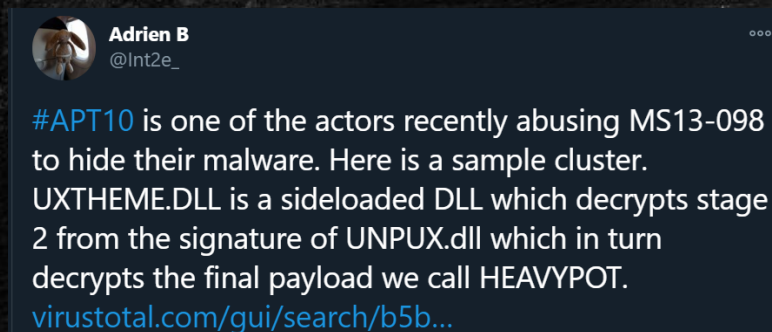 Adrien B
@Int2e_
#APT10 is one of the actors recently abusing MS13-098
to hide their malware. Here is a sample cluster.
UXTHEME.DLL is a sideloaded DLL which decrypts stage
2 from the signature of UNPUX.dll which in turn
decrypts the final payload we call HEAVYPOT.
virustotal.com/gui/search/b5b...